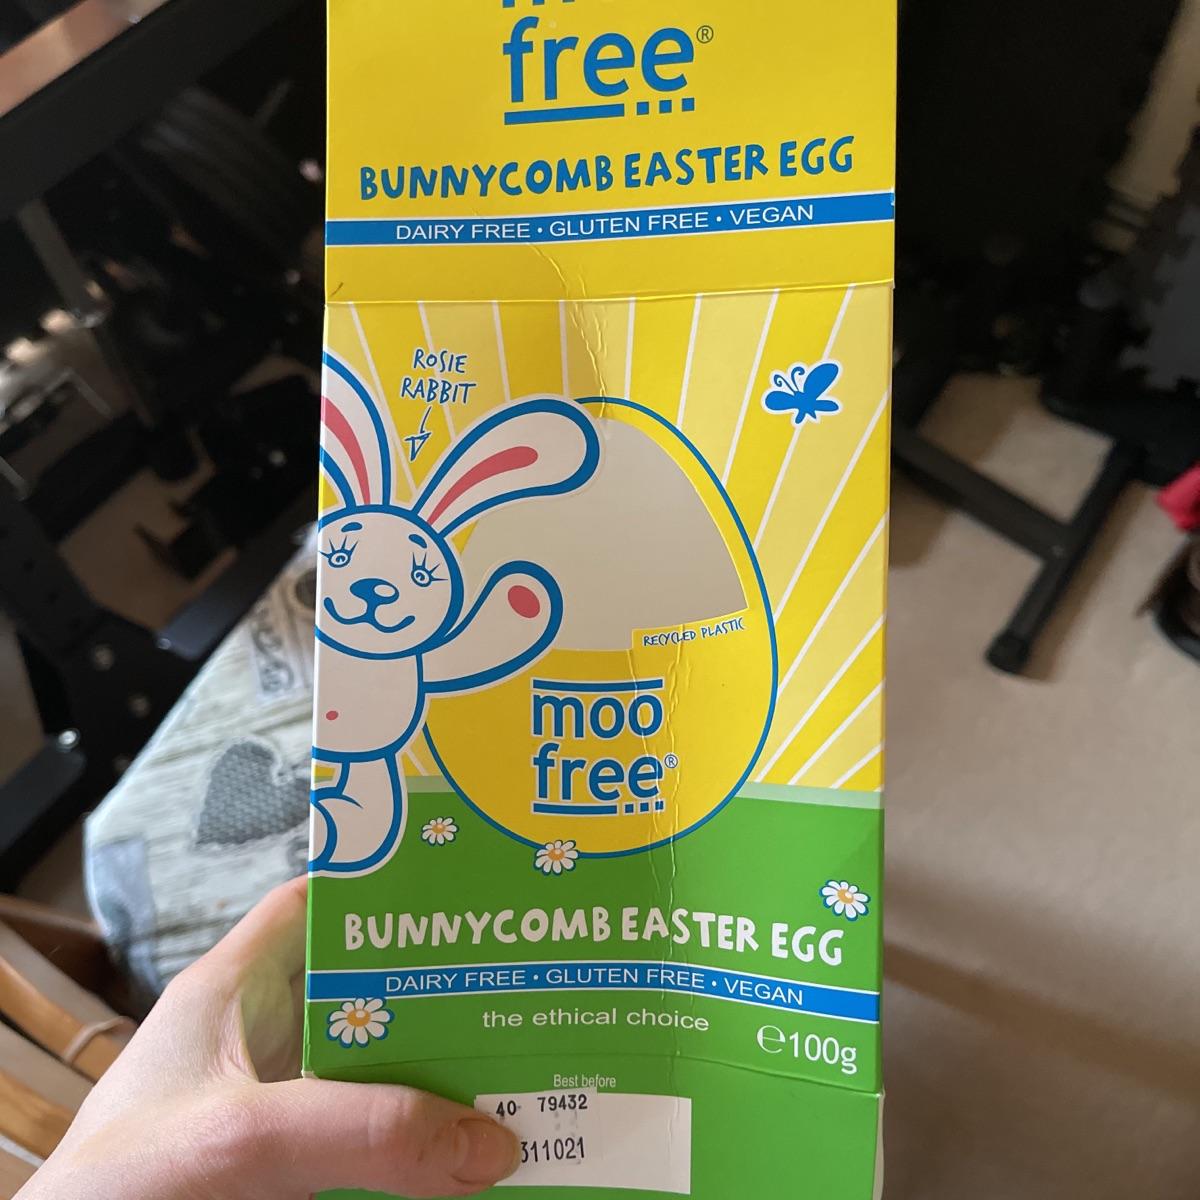 free®
BUNNYCOMB EASTER EGG
DAIRY FREE • GLUTEN FREE • VEGAN
ROSIE
RABBIT
RECYCLED PLASTIC
moo
free®
BUNNYCOMB EASTER EGG
DAIRY FREE • GLUTEN FREE • VEGAN
the ethical choice
℮100g
Best before
40 79432
311021